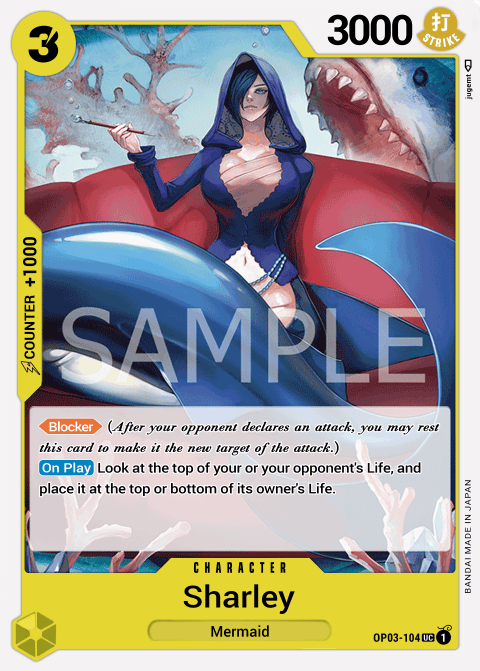 3
3000
打
STRIKE
jugemt
COUNTER +1000
SAMPLE
Blocker (After your opponent declares an attack, you may rest
this card to make it the new target of the attack.)
On Play Look at the top of your or your opponent's Life, and
place it at the top or bottom of its owner's Life.
BANDAI MADE IN JAPAN
CHARACTER
Sharley
Mermaid
OP03-104 UC 1